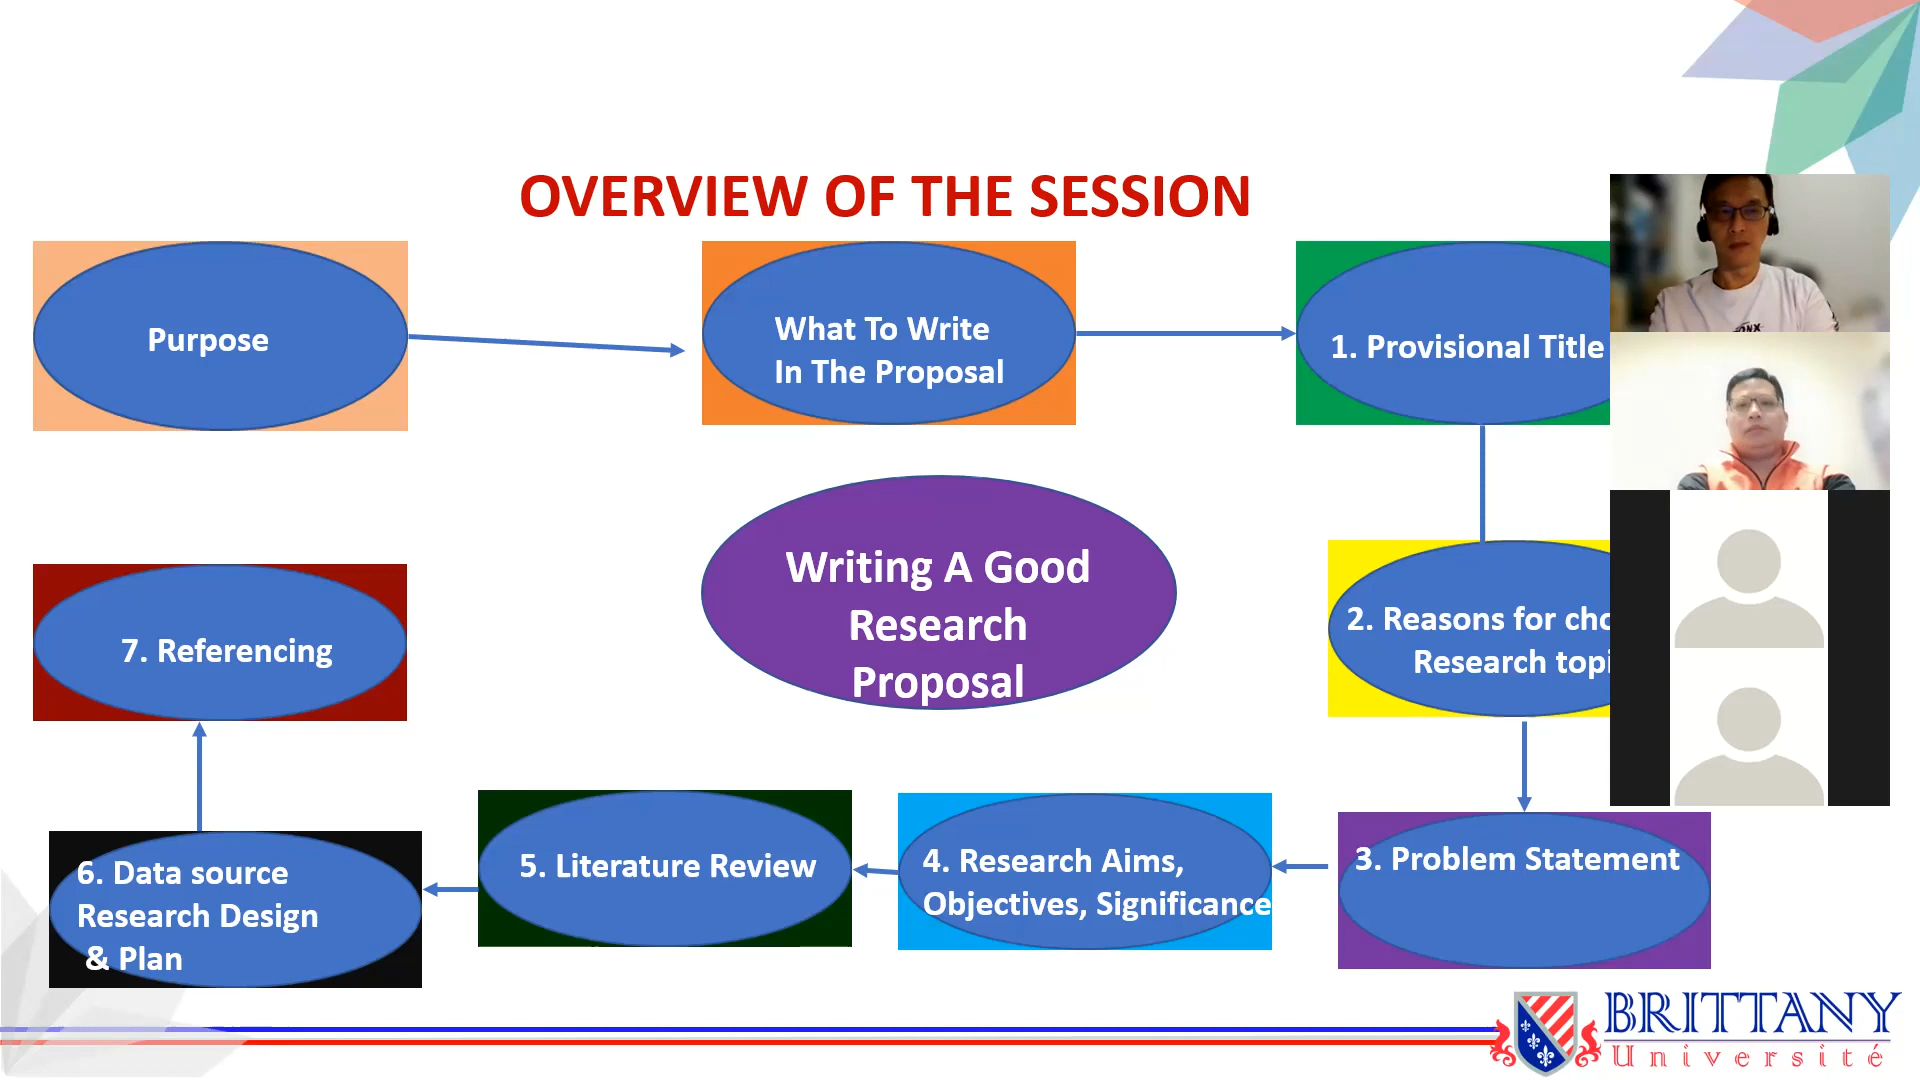 OVERVIEW OF THE SESSION
Purpose
What To Write
In The Proposal
1. Provisional Title
Writing A Good
Research
Proposal
2. Reasons for
Research
3. Problem Statement
4. Research Aims,
Objectives, Significance
5. Literature Review
6. Data source
Research Design
& Plan
7. Referencing
BRITTANY
Université